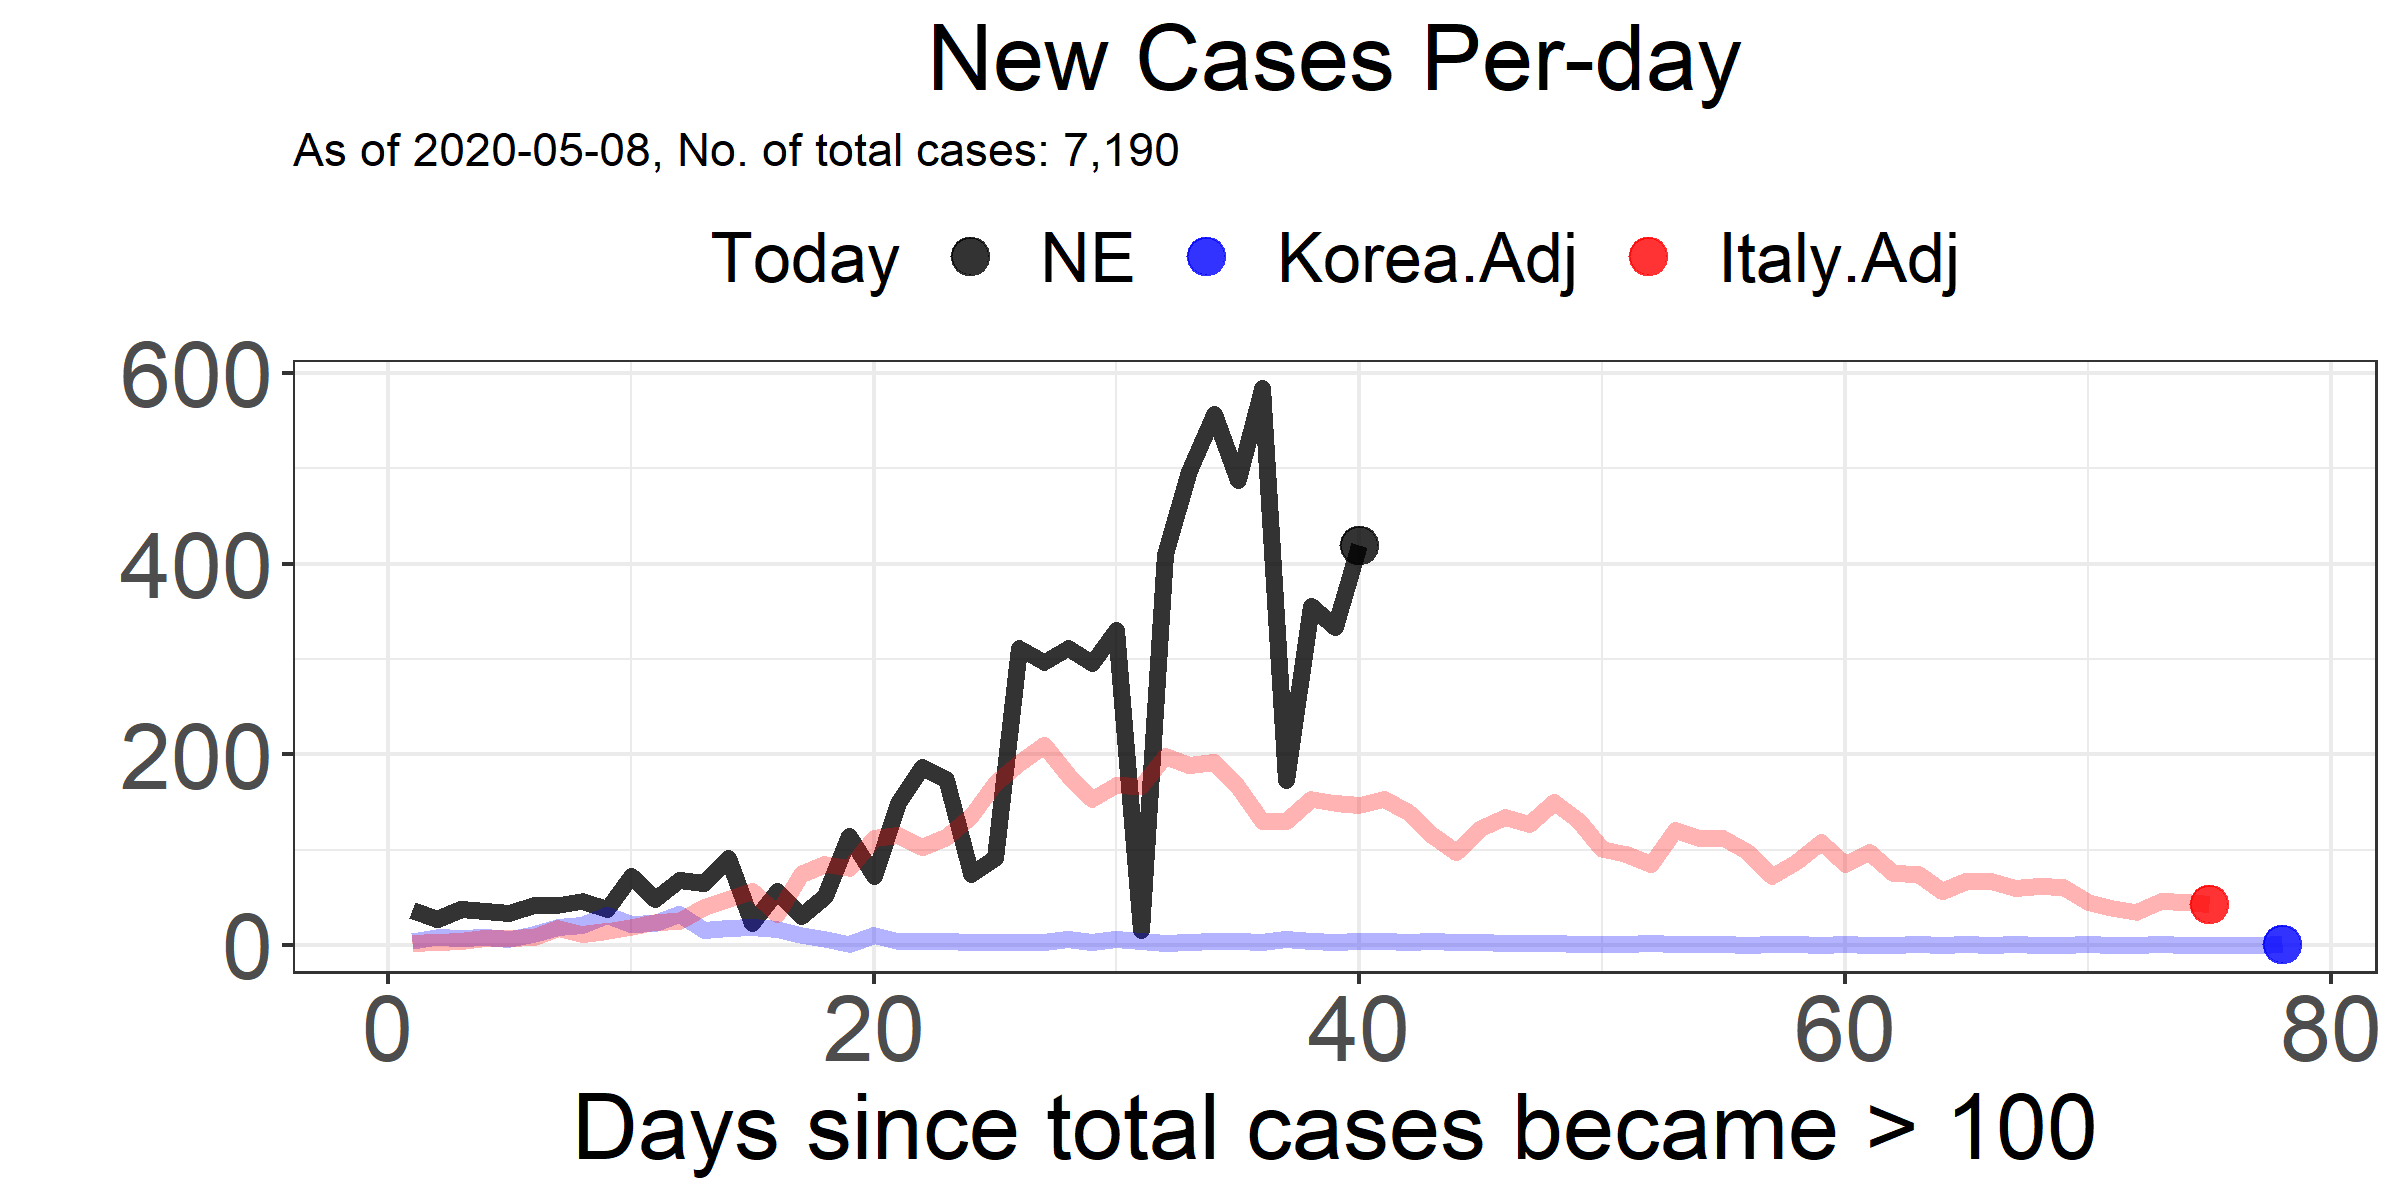 New Cases Per-day
As of 2020-05-08, No. of total cases: 7,190
Today NE Korea.Adj Italy.Adj
600
400
200
0
0 20 40 60 80
Days since total cases became > 100